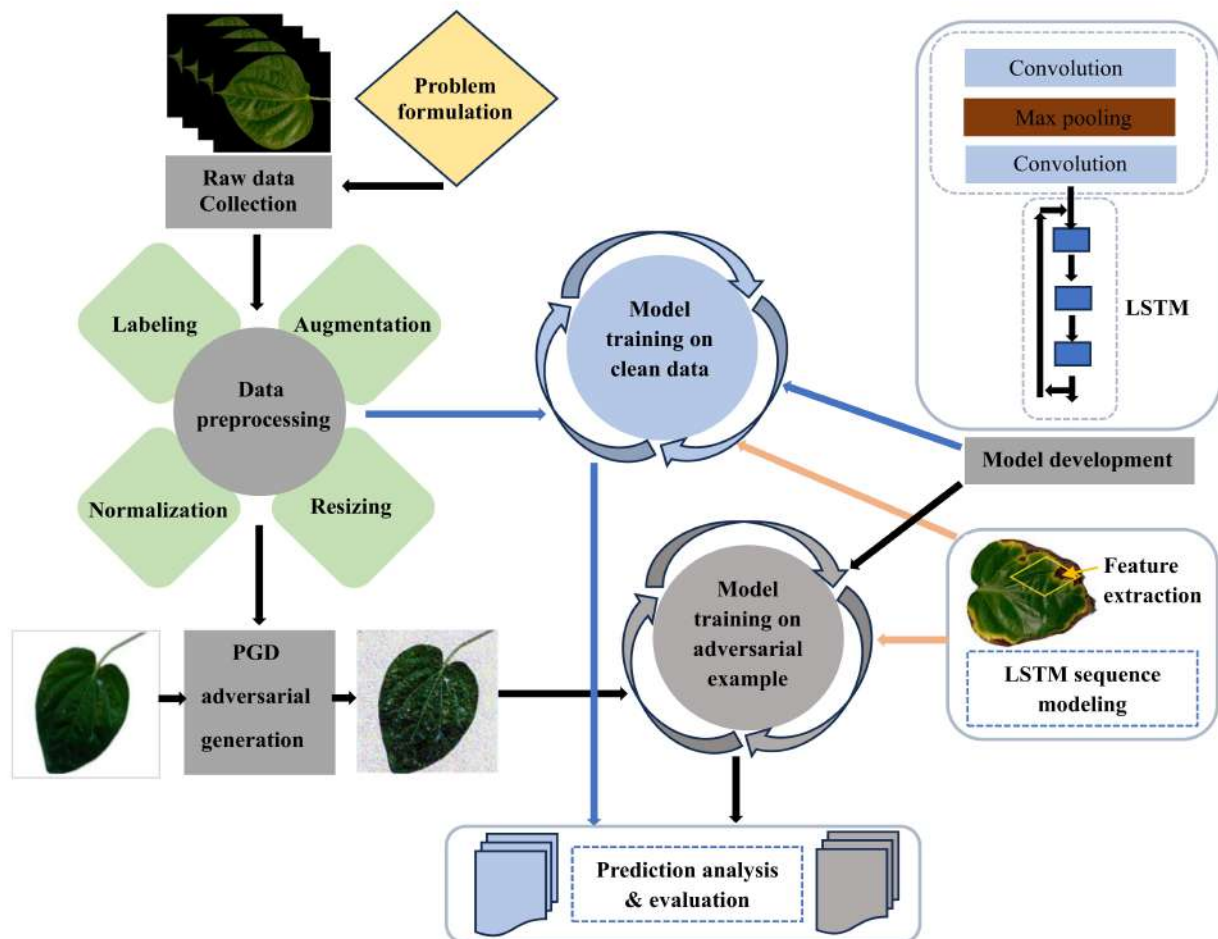 Problem
formulation
Raw data
Collection
Labeling
Augmentation
Data
preprocessing
Normalization
Resizing
PGD
adversarial
generation
Model
training on
clean data
Model
training on
adversarial
example
Convolution
Max pooling
Convolution
LSTM
Model development
Feature
extraction
LSTM sequence
modeling
Prediction analysis
& evaluation